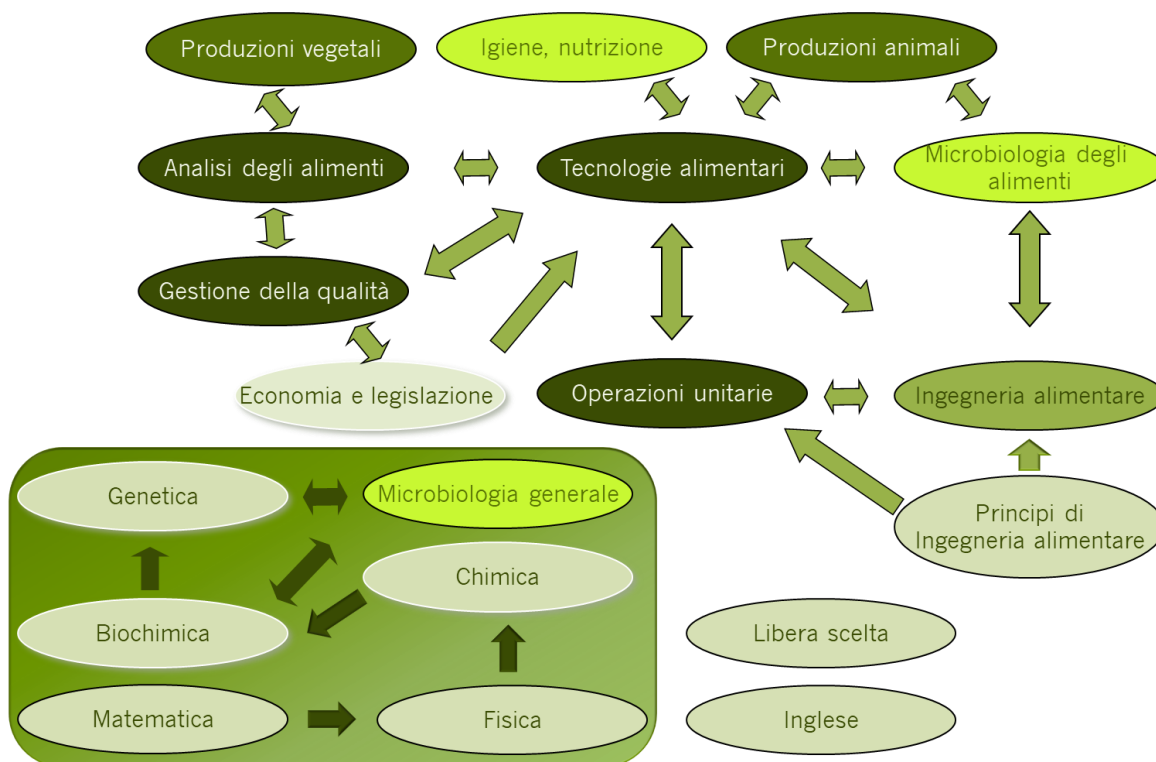 Produzioni vegetali
Igiene, nutrizione
Produzioni animali
Analisi degli alimenti
Tecnologie alimentari
Microbiologia degli
alimenti
Gestione della qualità
Economia e legislazione
Operazioni unitarie
Ingegneria alimentare
Genetica
Microbiologia generale
Principi di
Ingegneria alimentare
Chimica
Biochimica
Libera scelta
Matematica
Fisica
Inglese